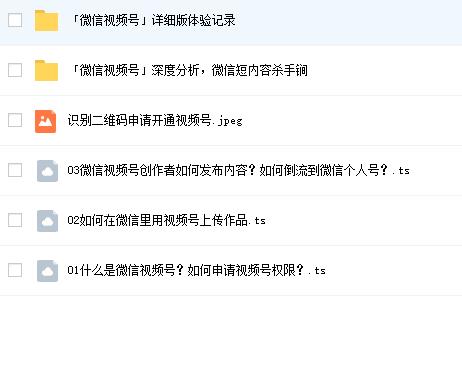 「微信视频号」详细版体验记录
「微信视频号」深度分析，微信短内容杀手锏
识别二维码申请开通视频号.jpeg
03微信视频号创作者如何发布内容？如何倒流到微信个人号？.ts
02如何在微信里用视频号上传作品.ts
01什么是微信视频号？如何申请视频号权限？.ts